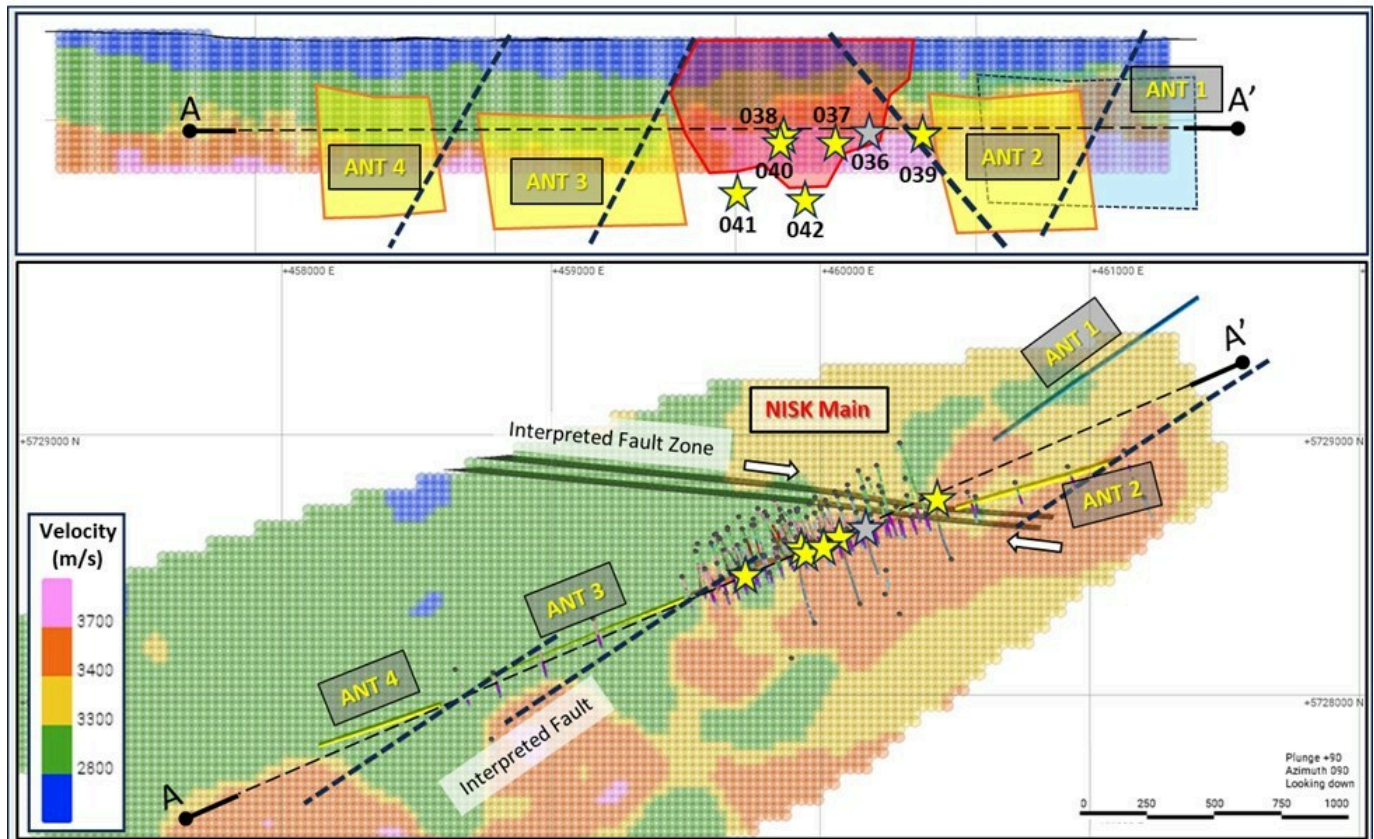 ANT 1
A
A'
038
037
ANT 4
ANT 3
040
036
039
ANT 2
041
042
+458000 E
+459000 E
+460000 E
+461000 E
A'
ANT 1
NISK Main
+5729000 N
Interpreted Fault Zone
+5729000 N
ANT 2
Velocity
(m/s)
3700
3400
3300
2800
ANT 3
ANT 4
Interpreted Fault
+5728000 N
A
Plunge +90
Azimuth 090
Looking down
0 250 500 750 1000